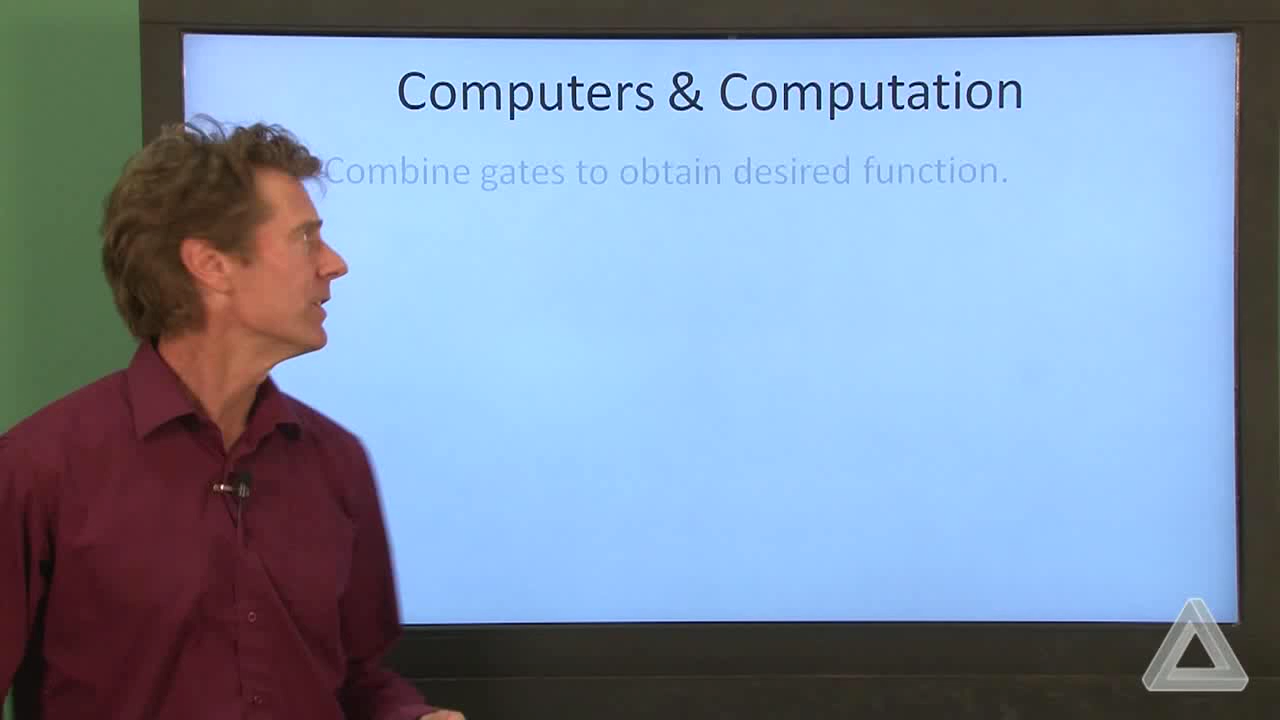 Computers & Computation
Combine gates to obtain desired function.